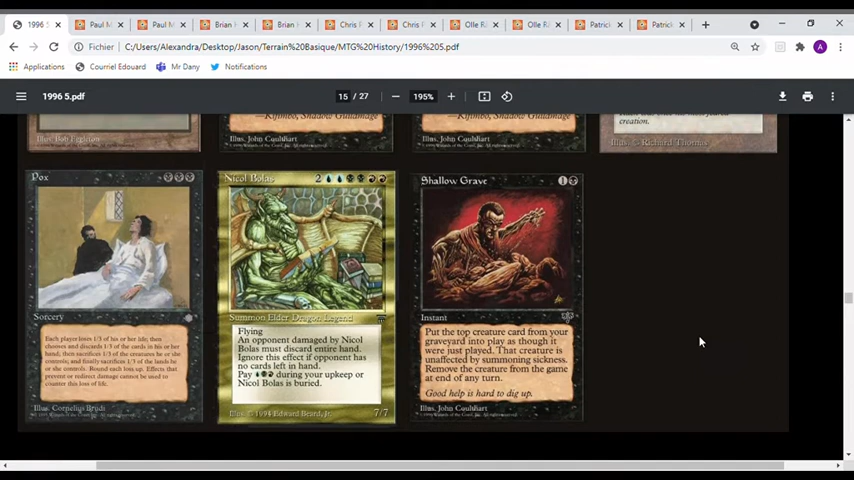 1996 5
Paul M
Paul M
Brian H
Brian H
Chris P
Chris P
Olle Rå
Olle Rå
Patrick
Patrick
Fichier
C:/Users/Alexandra/Desktop/Jason/Terrain%20Basique/MTG%20History/1996%205.pdf
A
Applications
Courriel Edouard
Mr Dany
Notifications
1996 5.pdf
15 / 27
195%
Illus. Bob Eggleton
—Kifimbo, Shadow Guildmage
Illus. John Coulthart
—Kifimbo, Shadow Guildmage
Illus. John Coulthart
creation.
Illus. © Richard Thomas
Pox
Sorcery
Each player loses 1/3 of his or her life; then
chooses and discards 1/3 of the cards in his or her
hand; then sacrifices 1/3 of the creatures he or she
controls; and finally sacrifices 1/3 of the lands he
or she controls. Round each loss up. Effects that
prevent or redirect damage cannot be used to
counter this loss of life.
Illus. Cornelius Brudi
Nicol Bolas
2
Summon Elder Dragon Legend
Flying
An opponent damaged by Nicol
Bolas must discard entire hand.
Ignore this effect if opponent has
no cards left in hand.
Pay during your upkeep or
Nicol Bolas is buried.
Illus. © 1994 Edward Beard, Jr.
7/7
Shallow Grave
1
Instant
Put the top creature card from your
graveyard into play as though it
were just played. That creature is
unaffected by summoning sickness.
Remove the creature from the game
at end of any turn.
Good help is hard to dig up.
Illus. John Coulthart